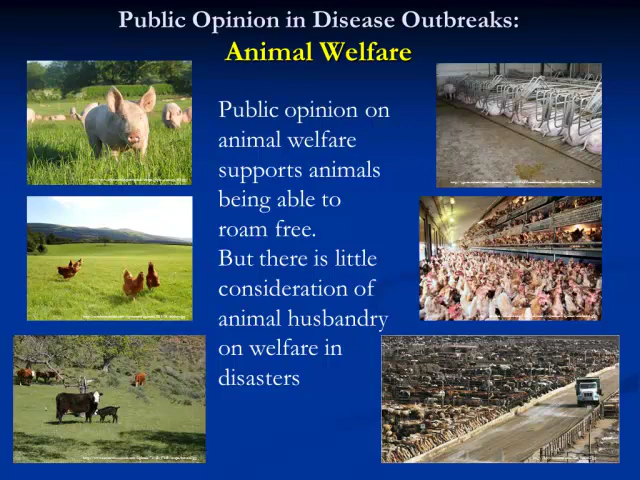 Public Opinion in Disease Outbreaks:
Animal Welfare
Public opinion on
animal welfare
supports animals
being able to
roam free.
But there is little
consideration of
animal husbandry
on welfare in
disasters